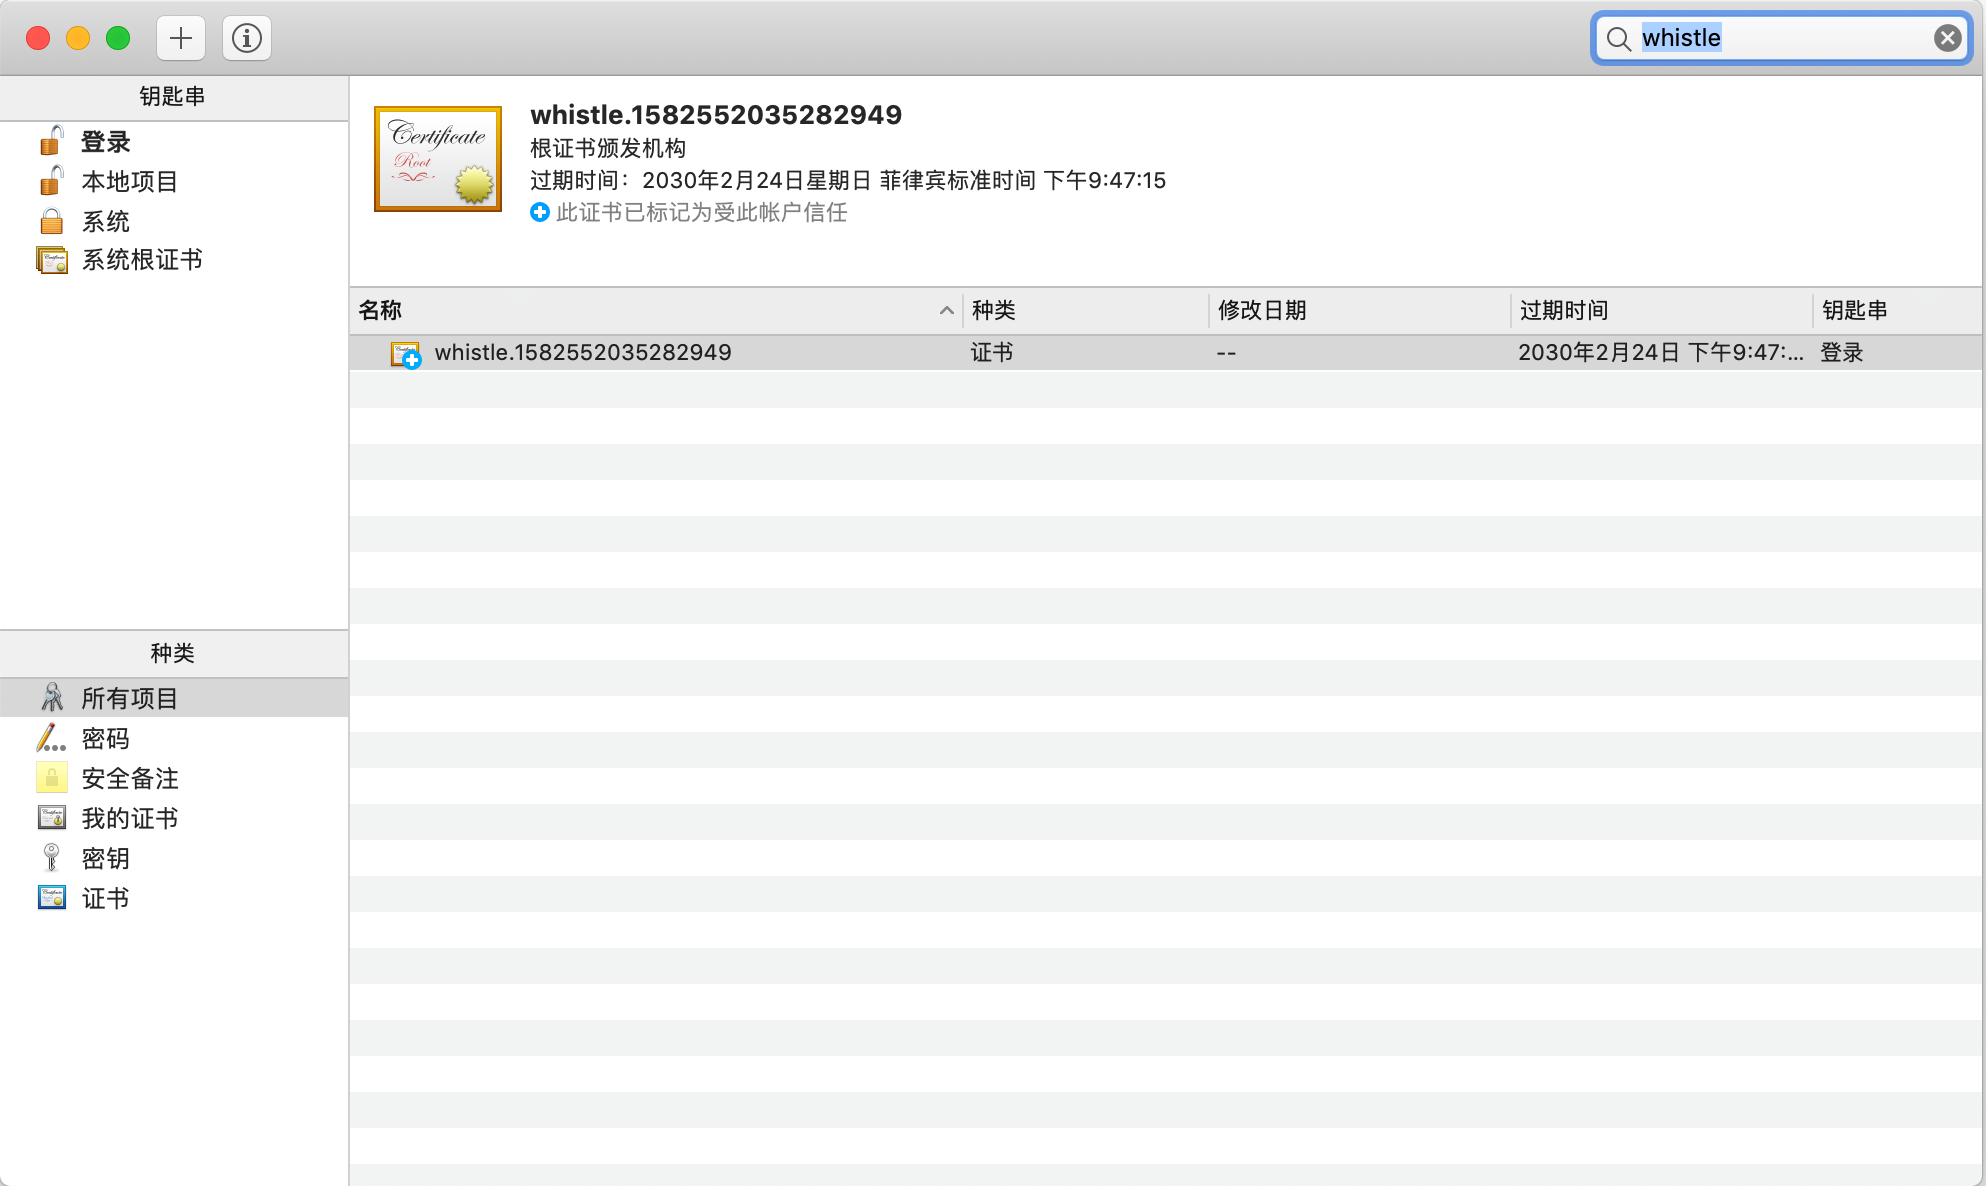 whistle
钥匙串
登录
本地项目
系统
系统根证书
Certificate
Root
whistle.1582552035282949
根证书颁发机构
过期时间：2030年2月24日星期日 菲律宾标准时间 下午9:47:15
此证书已标记为受此帐户信任
名称 种类 修改日期 过期时间 钥匙串
whistle.1582552035282949 证书 -- 2030年2月24日 下午9:47:... 登录
种类
所有项目
密码
安全备注
我的证书
密钥
证书